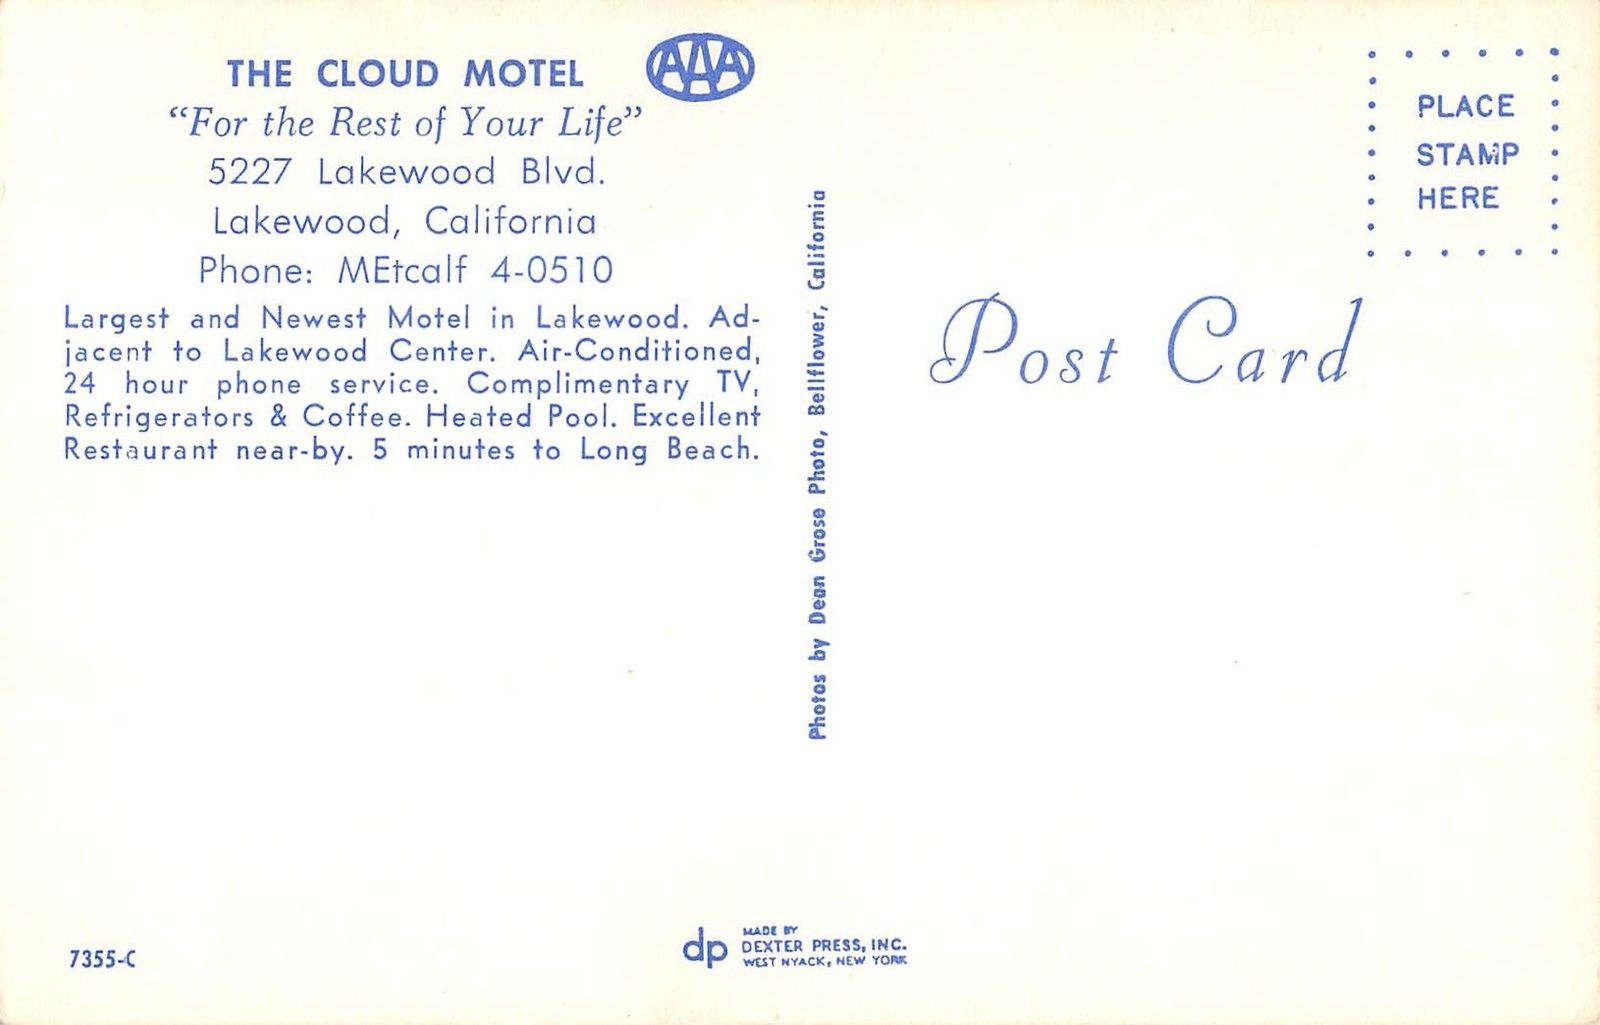 THE CLOUD MOTEL
AAA
“For the Rest of Your Life”
5227 Lakewood Blvd.
Lakewood, California
Phone: MEtcalf 4-0510
Largest and Newest Motel in Lakewood. Ad-
jacent to Lakewood Center. Air-Conditioned,
24 hour phone service. Complimentary TV,
Refrigerators & Coffee. Heated Pool. Excellent
Restaurant near-by. 5 minutes to Long Beach.
7355-C
Photos by Dean Grose Photo, Bellflower, California
dp
MADE BY
DEXTER PRESS, INC.
WEST NYACK, NEW YORK
PLACE
STAMP
HERE
Post Card